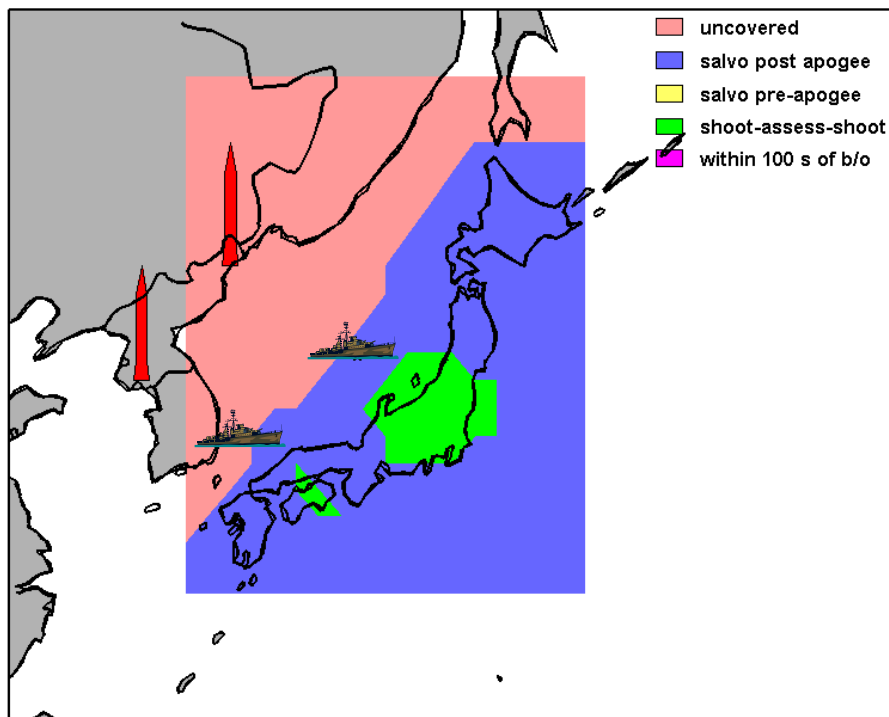 uncovered
salvo post apogee
salvo pre-apogee
shoot-assess-shoot
within 100 s of b/o